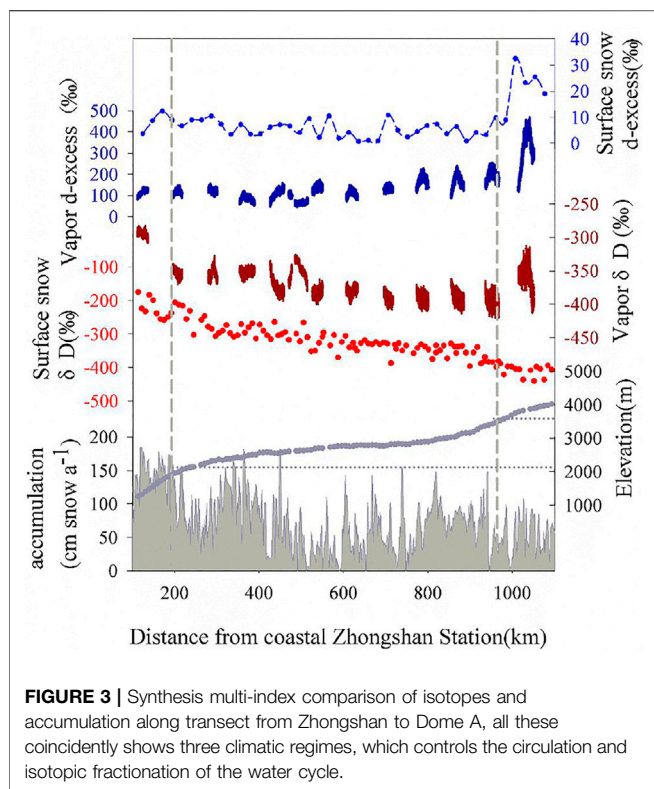 40
30
20
10
0
Surface snow
d-excess(‰)
500
400
300
200
100
0
Vapor d-excess (‰)
-250
-300
-350
-400
-450
Vapor δ D (‰)
-100
-200
-300
-400
-500
Surface snow
δ D(‰)
5000
4000
3000
2000
1000
Elevation(m)
200
150
100
50
0
accumulation
(cm snow a-1)
200 400 600 800 1000
Distance from coastal Zhongshan Station(km)
FIGURE 3 | Synthesis multi-index comparison of isotopes and
accumulation along transect from Zhongshan to Dome A, all these
coincidently shows three climatic regimes, which controls the circulation and
isotopic fractionation of the water cycle.